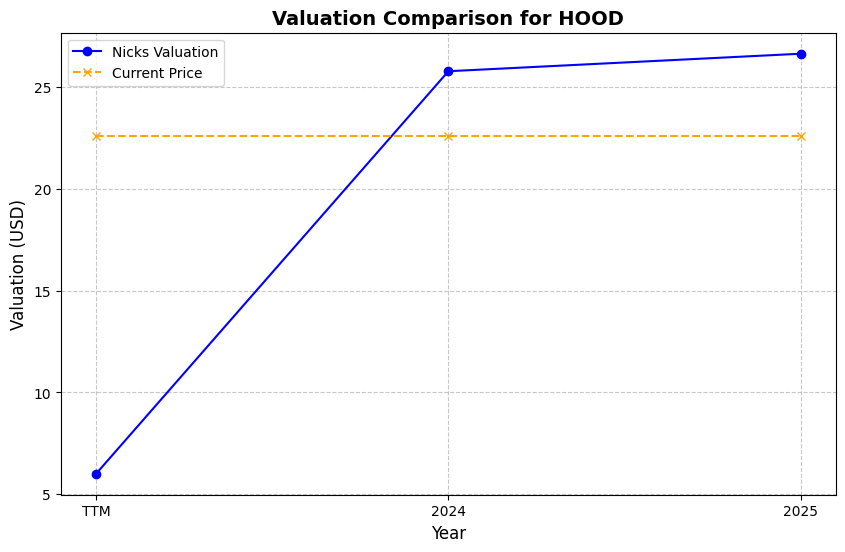 Valuation Comparison for HOOD
Nicks Valuation
Current Price
Valuation (USD)
25
20
15
10
5
TTM
2024
2025
Year